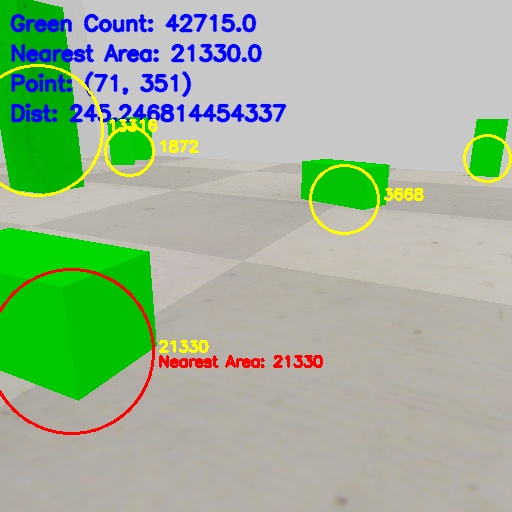 Green Count: 42715.0
Nearest Area: 21330.0
Point: (71, 351)
Dist: 245.246814454337
13316
1872
3668
21330
Nearest Area: 21330